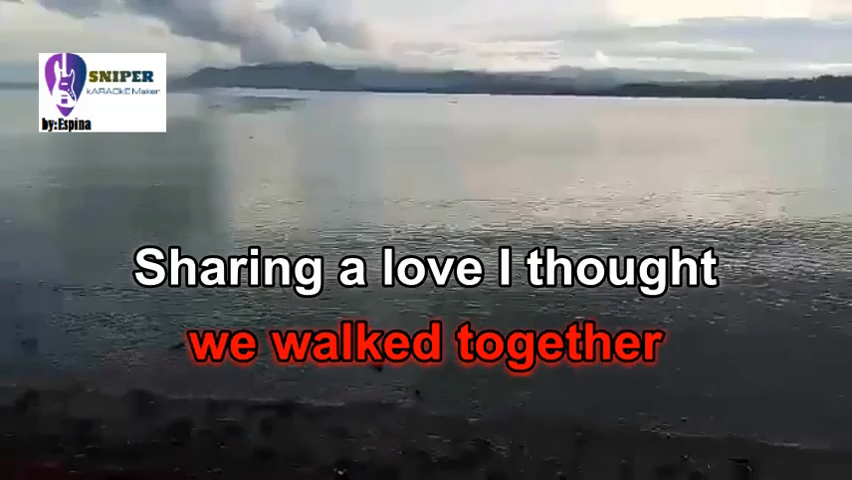 SNIPER
kARAOkE Maker
by:Espina
Sharing a love I thought
we walked together